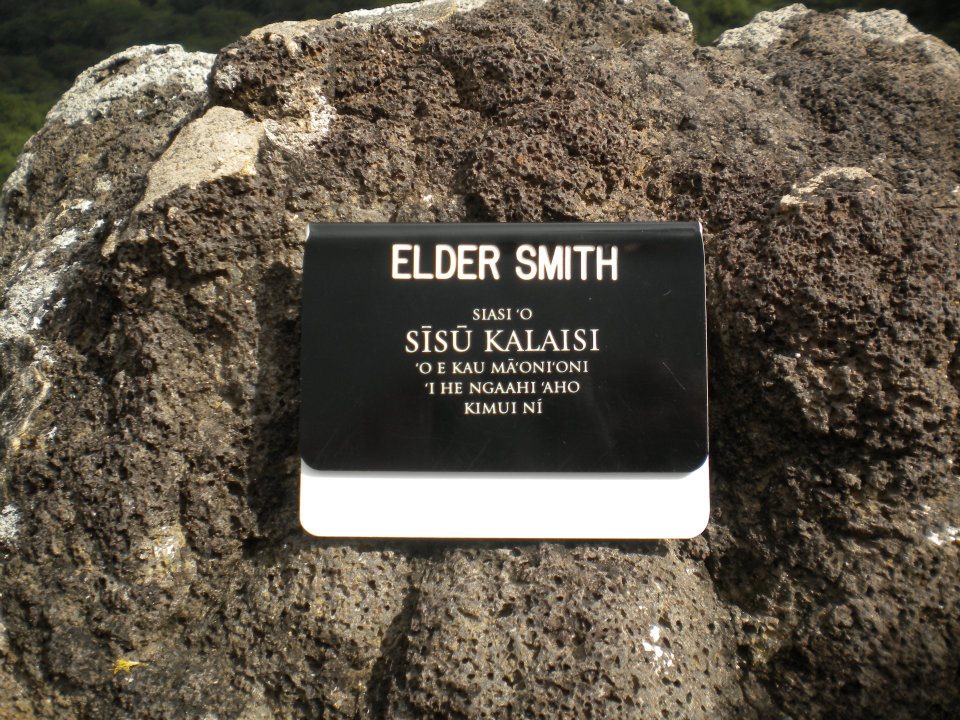 ELDER SMITH
SIASI ʻO
SĪSŪ KALAISI
ʻO E KAU MĀʻONIʻONI
ʻI HE NGAAHI ʻAHO
KIMUI NÍ